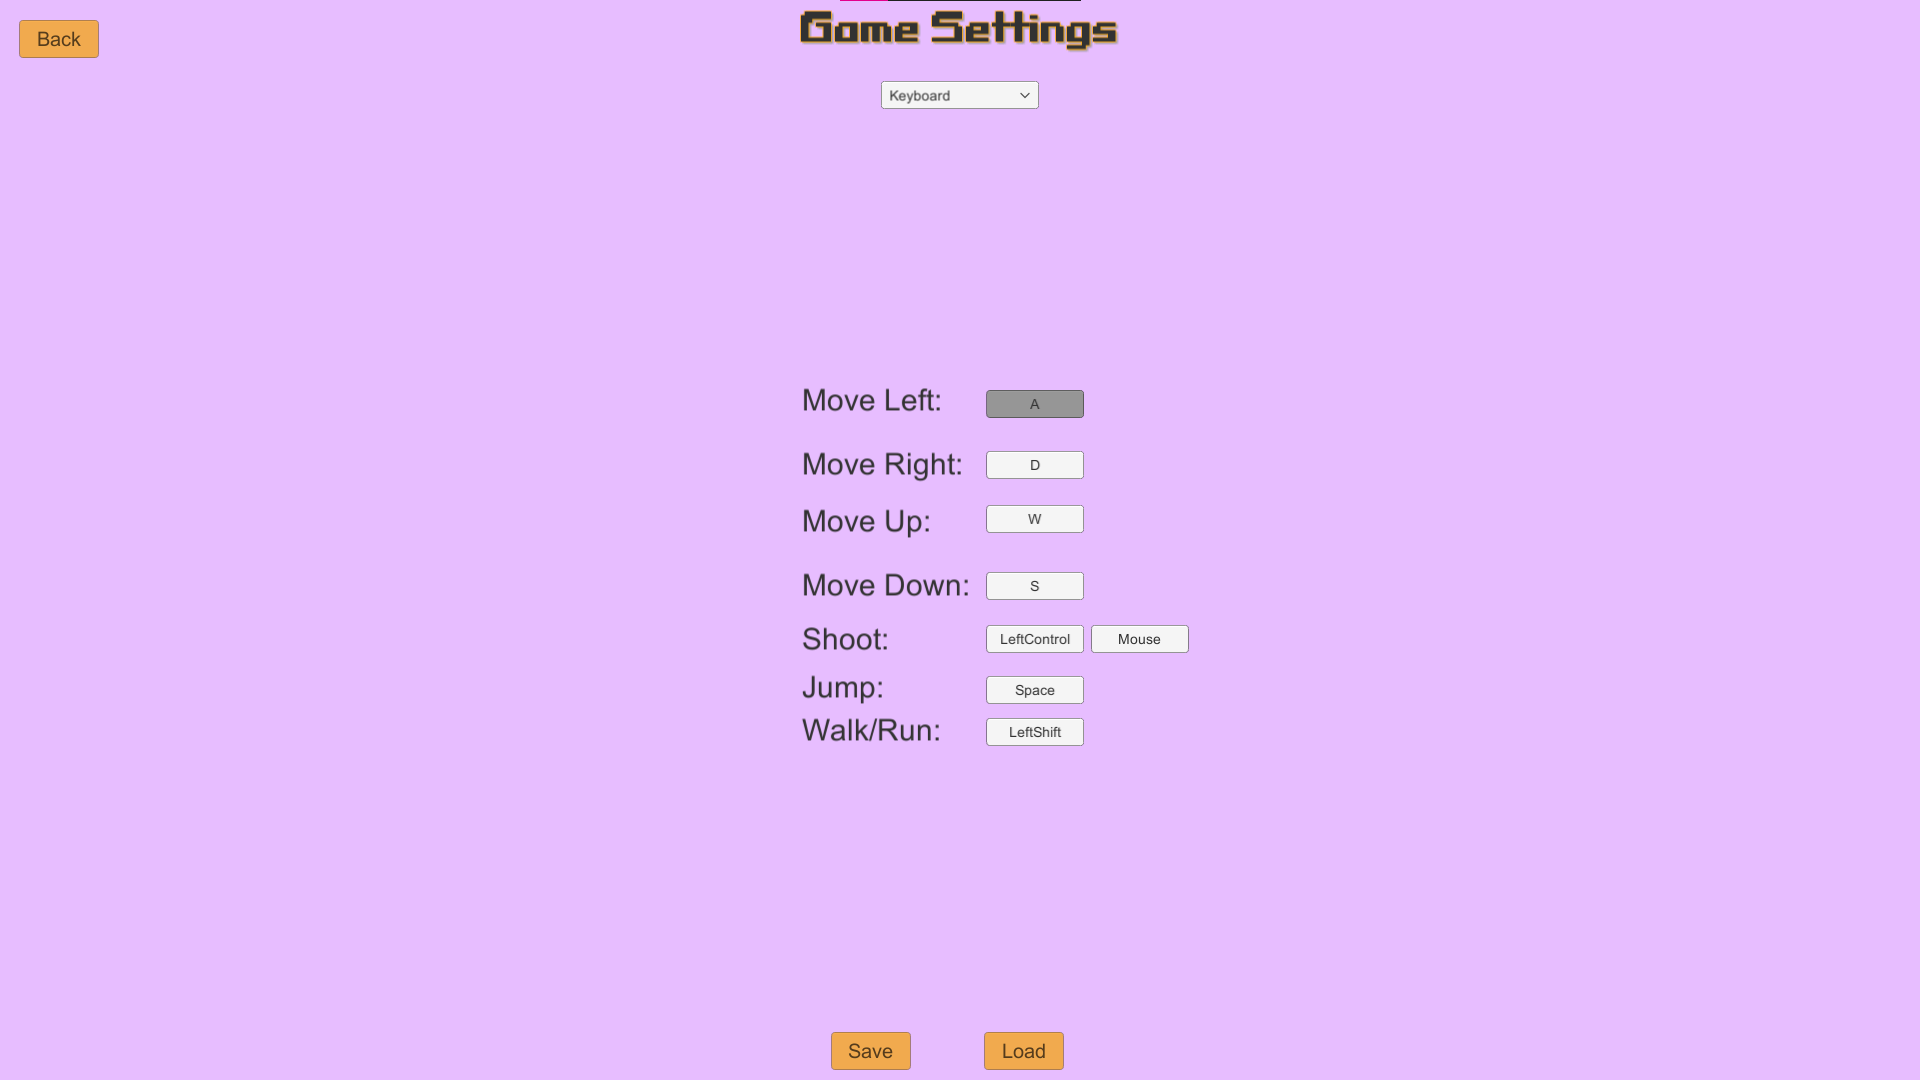 Back
Game Settings
Keyboard
Move Left: A
Move Right: D
Move Up: W
Move Down: S
Shoot: LeftControl Mouse
Jump: Space
Walk/Run: LeftShift
Save Load